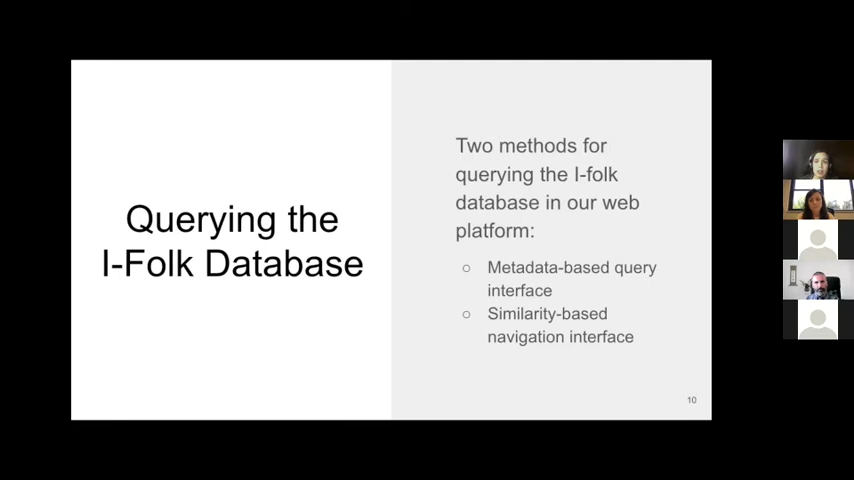 Querying the
I-Folk Database
Two methods for
querying the I-folk
database in our web
platform:
○ Metadata-based query
interface
○ Similarity-based
navigation interface
10